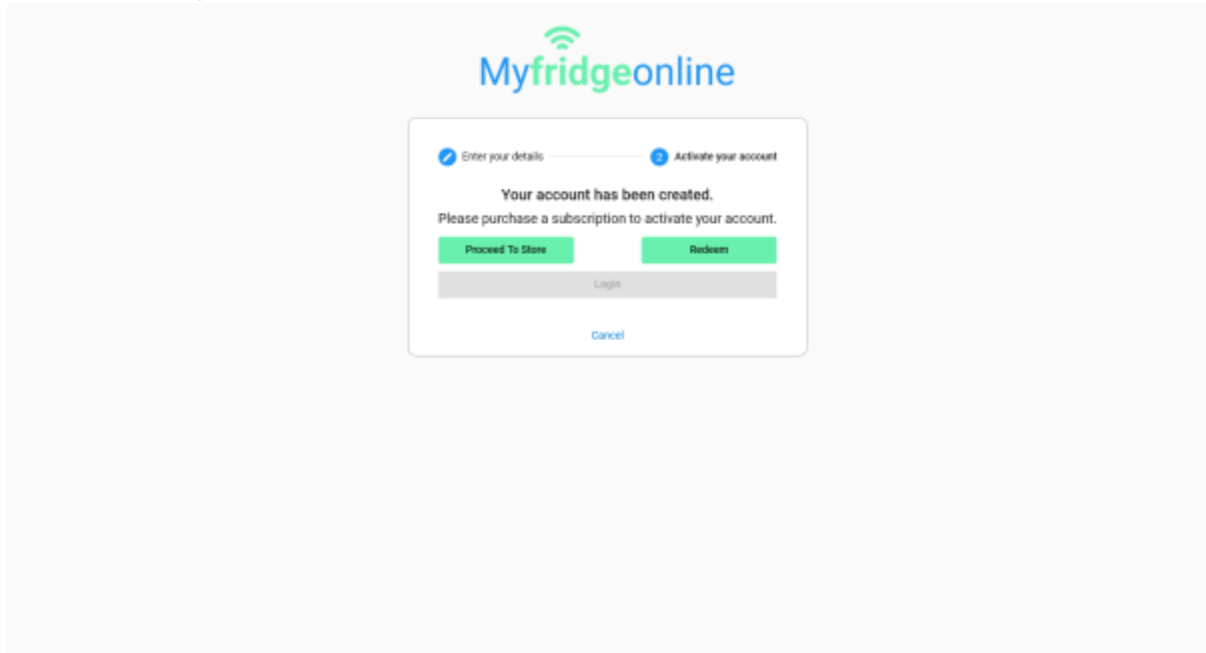 Myfridgeonline
Enter your details
2 Activate your account
Your account has been created.
Please purchase a subscription to activate your account.
Proceed To Store
Redeem
Login
Cancel